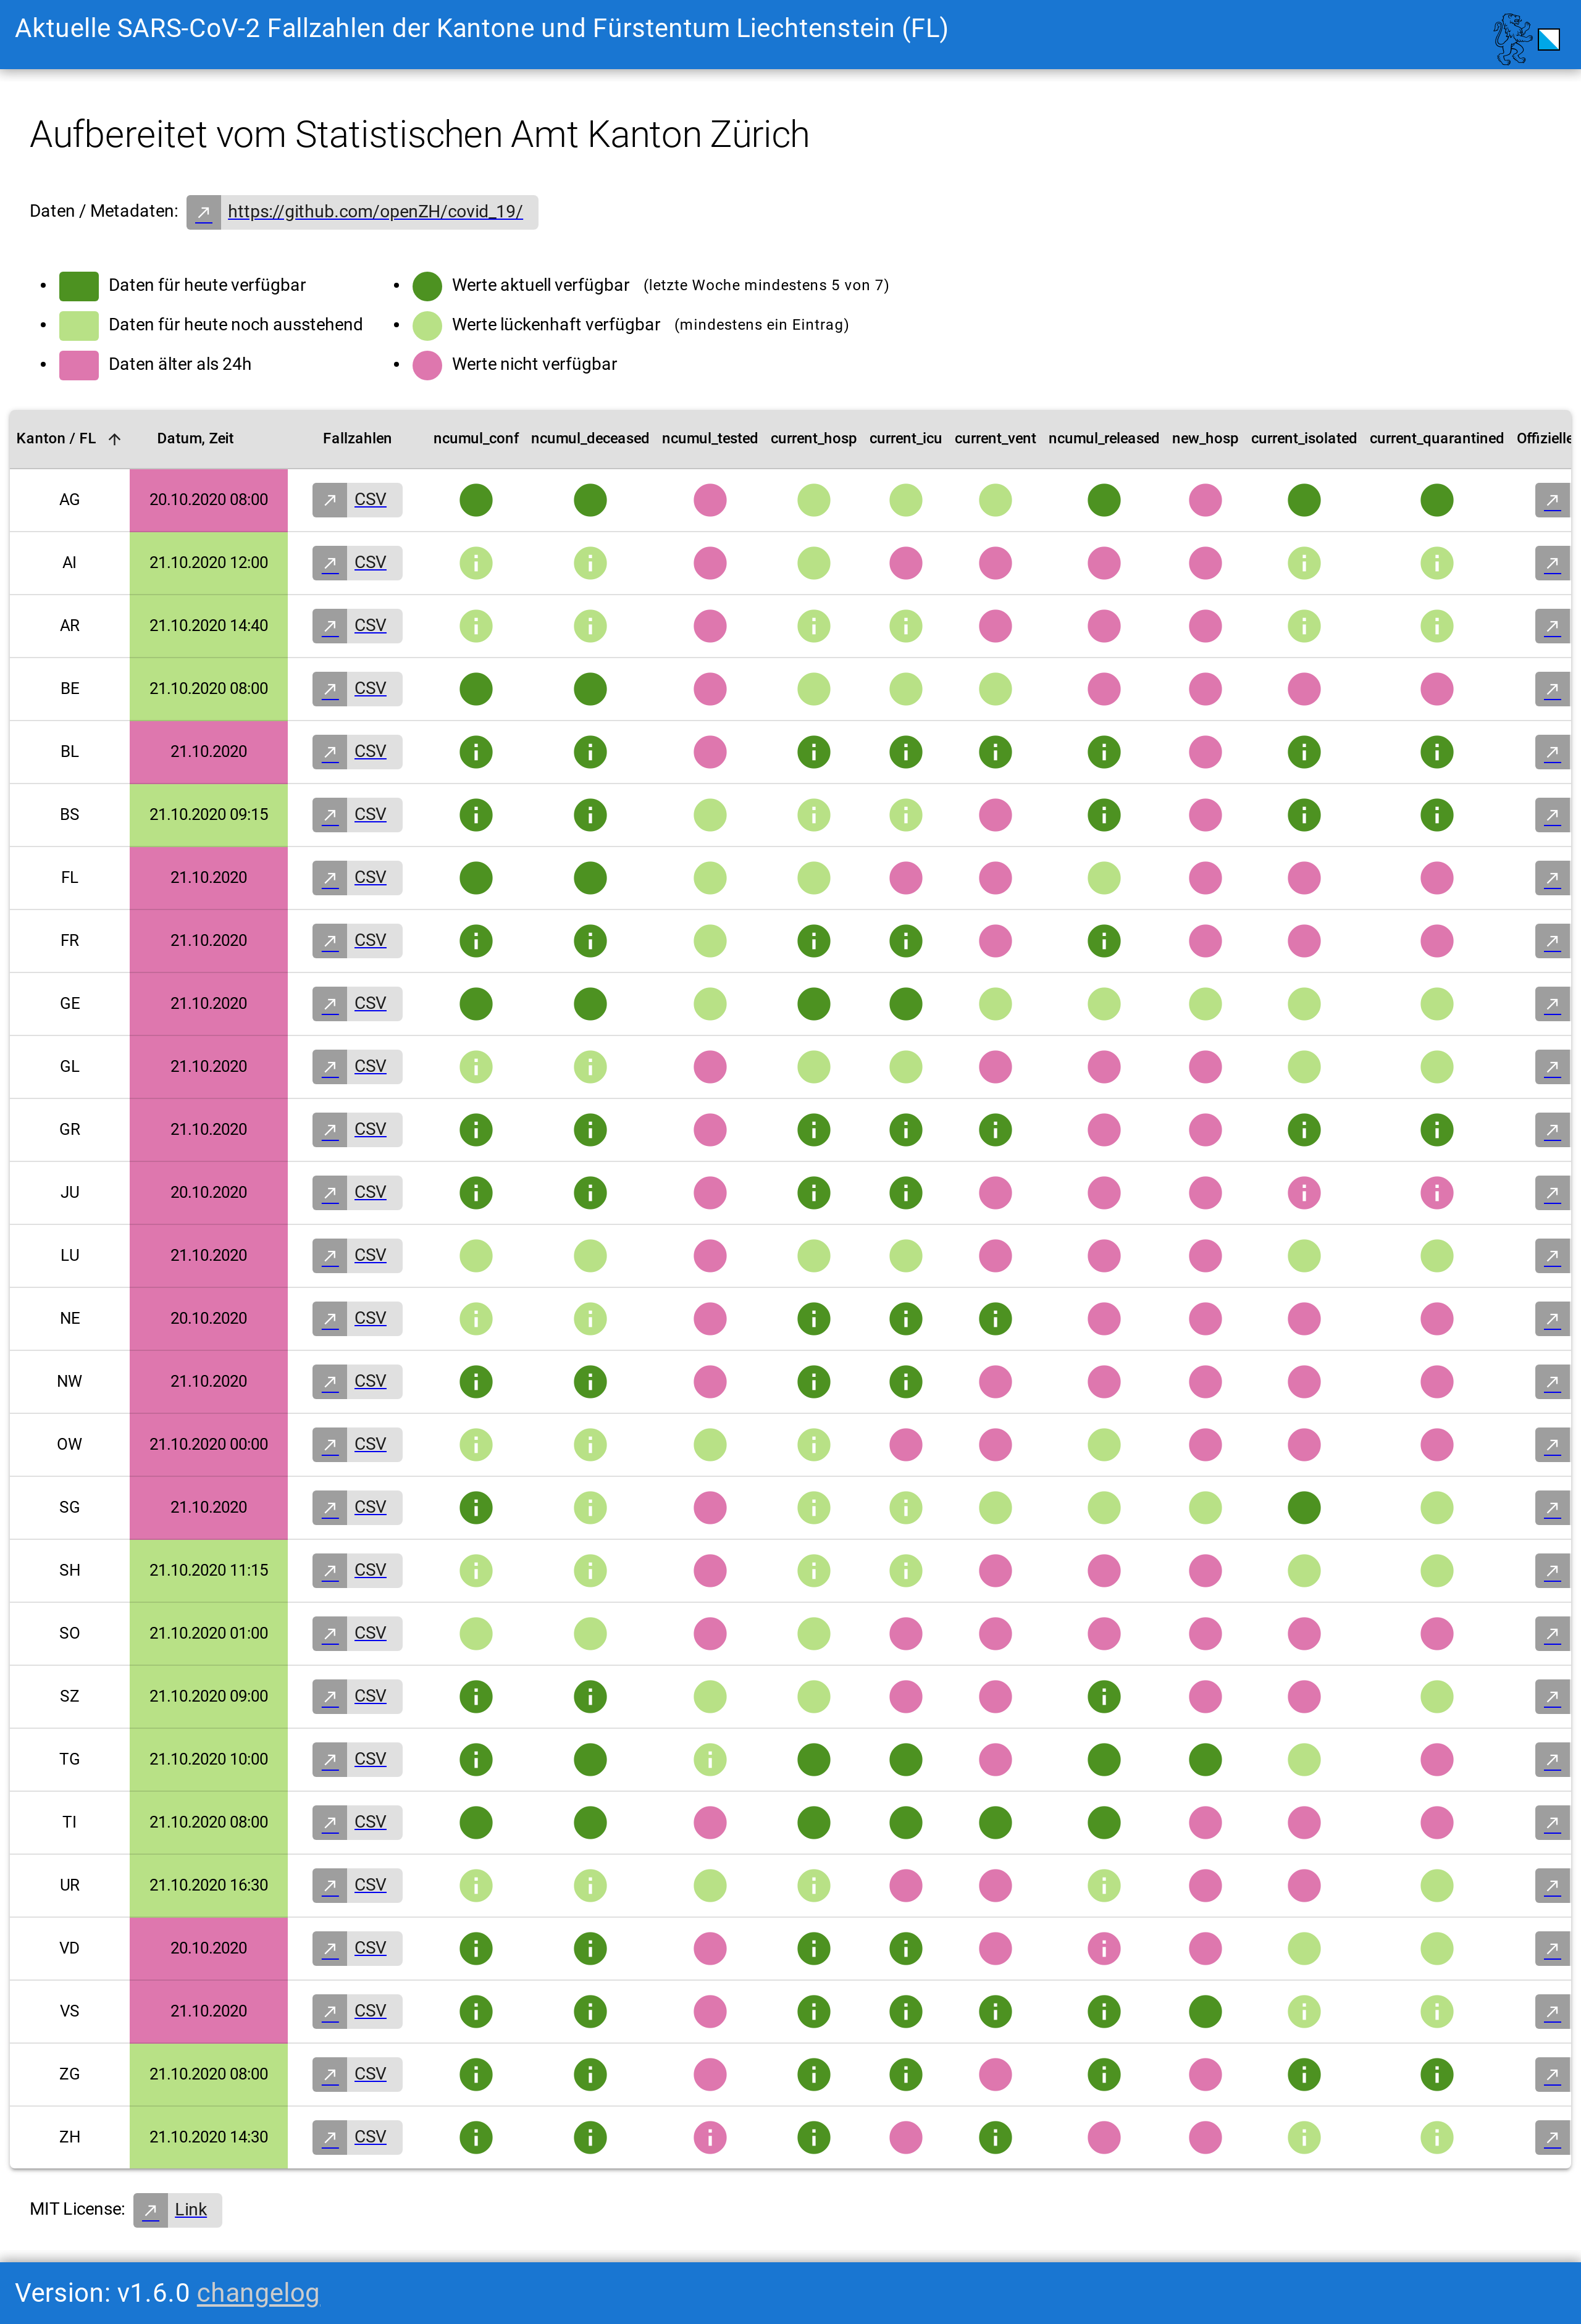 Aktuelle SARS-CoV-2 Fallzahlen der Kantone und Fürstentum Liechtenstein (FL)
Aufbereitet vom Statistischen Amt Kanton Zürich
Daten / Metadaten: https://github.com/openZH/covid_19/
Daten für heute verfügbar
Daten für heute noch ausstehend
Daten älter als 24h
Werte aktuell verfügbar (letzte Woche mindestens 5 von 7)
Werte lückenhaft verfügbar (mindestens ein Eintrag)
Werte nicht verfügbar
Kanton / FL Datum, Zeit Fallzahlen ncumul_conf ncumul_deceased ncumul_tested current_hosp current_icu current_vent ncumul_released new_hosp current_isolated current_quarantined Offizielle
AG 20.10.2020 08:00 CSV
AI 21.10.2020 12:00 CSV
AR 21.10.2020 14:40 CSV
BE 21.10.2020 08:00 CSV
BL 21.10.2020 CSV
BS 21.10.2020 09:15 CSV
FL 21.10.2020 CSV
FR 21.10.2020 CSV
GE 21.10.2020 CSV
GL 21.10.2020 CSV
GR 21.10.2020 CSV
JU 20.10.2020 CSV
LU 21.10.2020 CSV
NE 20.10.2020 CSV
NW 21.10.2020 CSV
OW 21.10.2020 00:00 CSV
SG 21.10.2020 CSV
SH 21.10.2020 11:15 CSV
SO 21.10.2020 01:00 CSV
SZ 21.10.2020 09:00 CSV
TG 21.10.2020 10:00 CSV
TI 21.10.2020 08:00 CSV
UR 21.10.2020 16:30 CSV
VD 20.10.2020 CSV
VS 21.10.2020 CSV
ZG 21.10.2020 08:00 CSV
ZH 21.10.2020 14:30 CSV
MIT License: Link
Version: v1.6.0 changelog